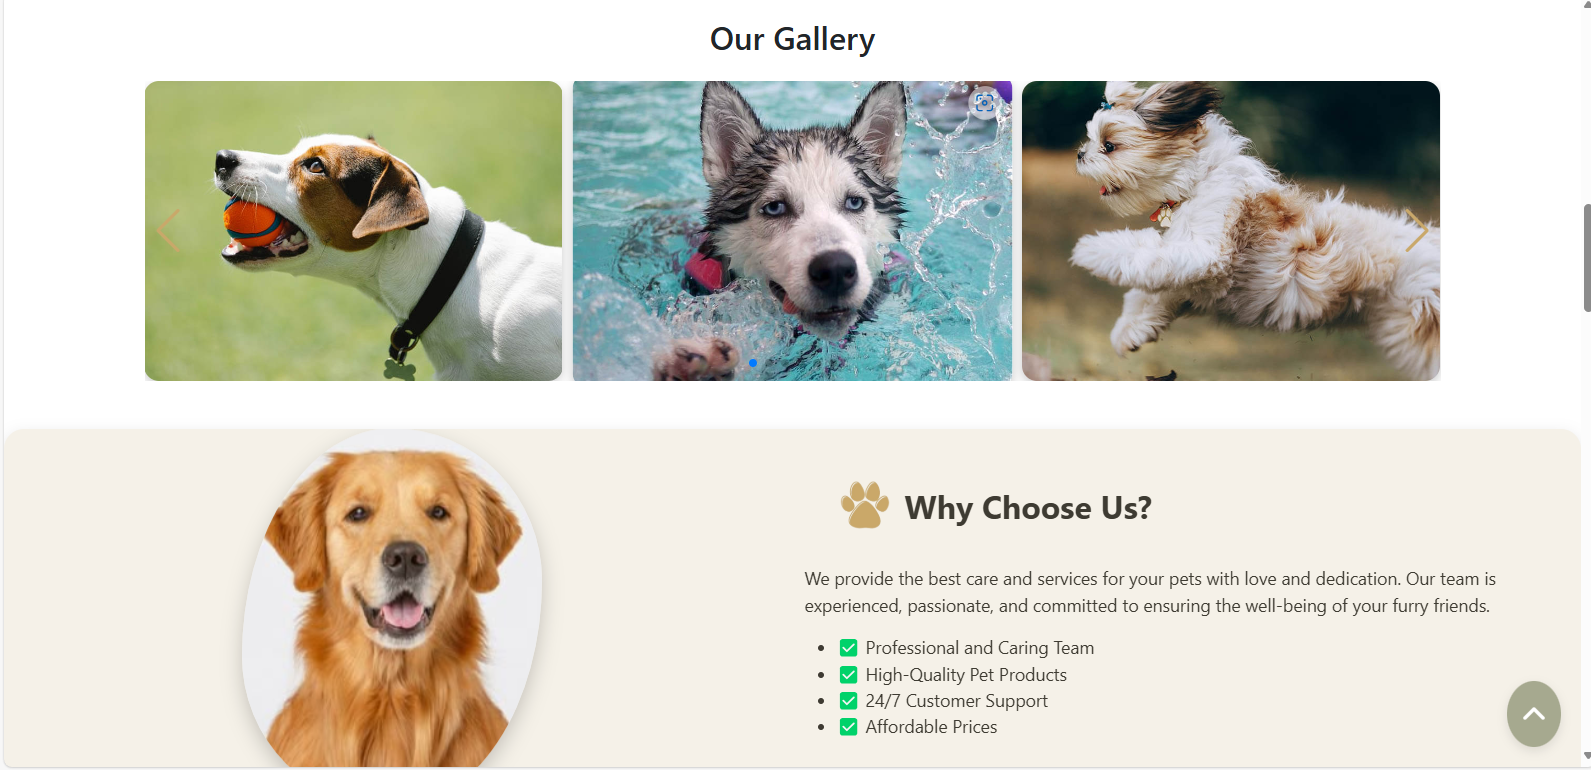 Our Gallery
Why Choose Us?
We provide the best care and services for your pets with love and dedication. Our team is
experienced, passionate, and committed to ensuring the well-being of your furry friends.
• ✅ Professional and Caring Team
• ✅ High-Quality Pet Products
• ✅ 24/7 Customer Support
• ✅ Affordable Prices